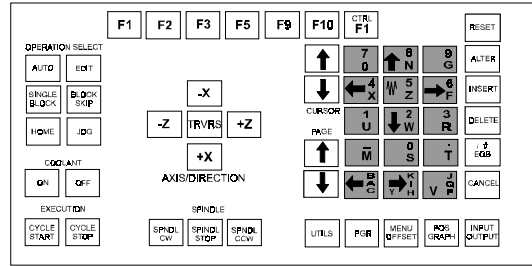 F1 F2 F3 F5 F9 F10 CTRL F1 RESET
OPERATION SELECT
AUTO EDIT
SINGLE BLOCK BLOCK SKIP
HOME JOG
COOLANT
ON OFF
EXECUTION
CYCLE START CYCLE STOP
-X
-Z TRVRS +Z
+X
AXIS/DIRECTION
SPINDLE
SPNDL CW SPNDL STOP SPNDL CCW
CURSOR
PAGE
7 8 N 9 G
4 X 5 Z 6 F
1 U 2 W 3 R
M 0 S . T
B A C Y K I H V J Q P
ALTER
INSERT
DELETE
EOB
CANCEL
UTILS PGR MENU OFFSET POS GRAPH INPUT OUTPUT